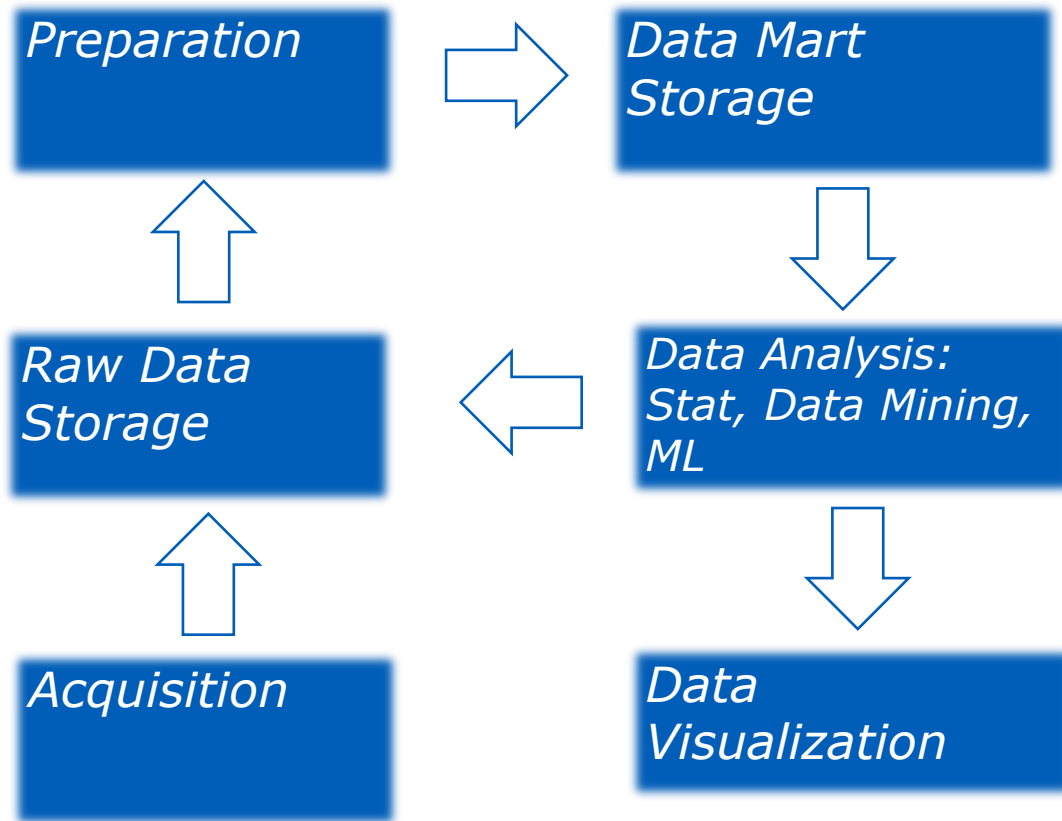 Preparation
Data Mart
Storage
Raw Data
Storage
Data Analysis:
Stat, Data Mining,
ML
Acquisition
Data
Visualization